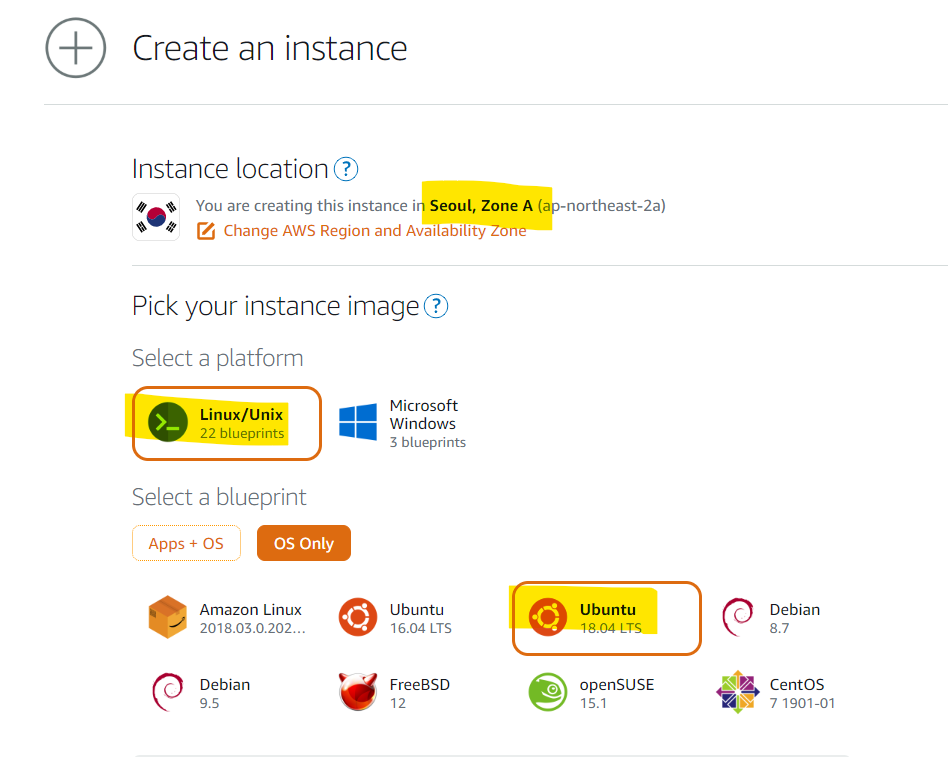 Create an instance
Instance location ?
You are creating this instance in Seoul, Zone A (ap-northeast-2a)
Change AWS Region and Availability Zone
Pick your instance image ?
Select a platform
Linux/Unix
22 blueprints
Microsoft
Windows
3 blueprints
Select a blueprint
Apps + OS
OS Only
Amazon Linux
2018.03.0.202...
Ubuntu
16.04 LTS
Ubuntu
18.04 LTS
Debian
8.7
Debian
9.5
FreeBSD
12
openSUSE
15.1
CentOS
7 1901-01